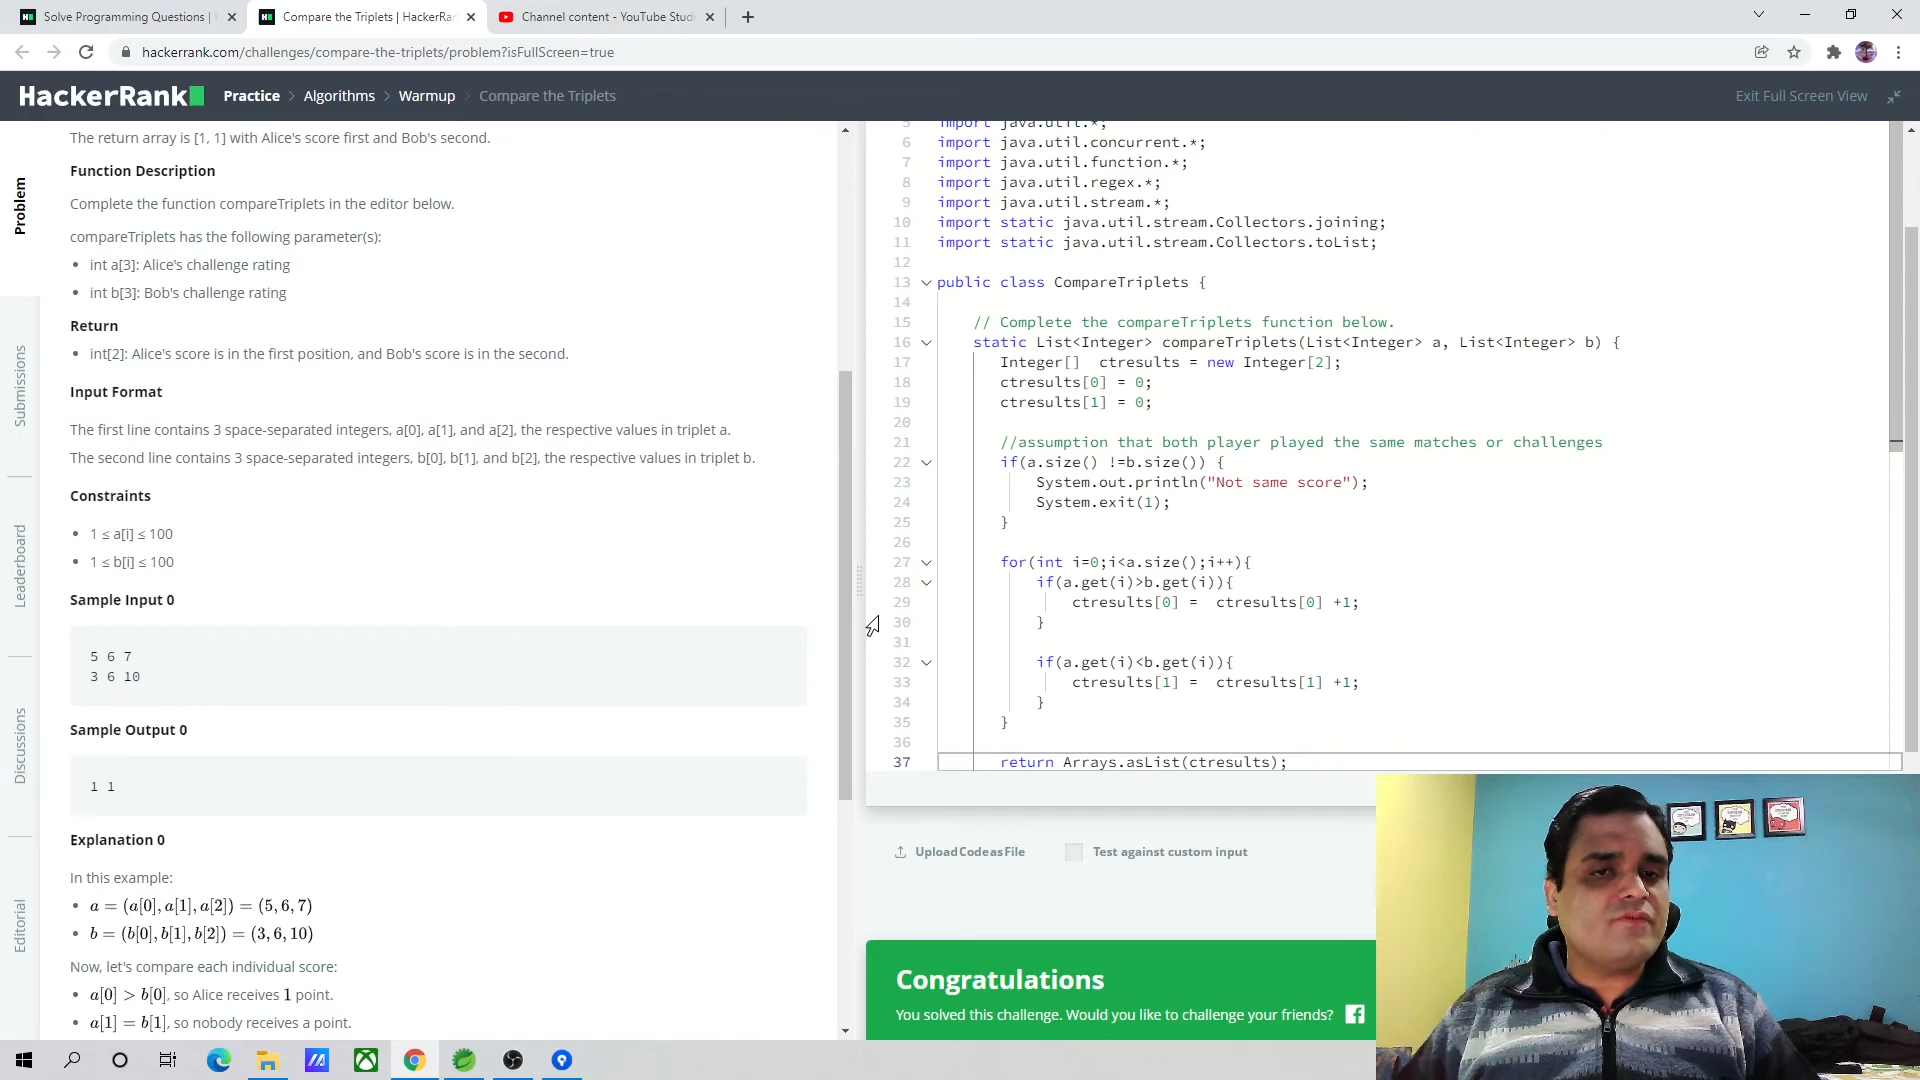 Solve Programming Questions | H
Compare the Triplets | HackerRan
Channel content - YouTube Studi
hackerrank.com/challenges/compare-the-triplets/problem?isFullScreen=true
HackerRank
Practice > Algorithms > Warmup > Compare the Triplets
Exit Full Screen View
Problem
Submissions
Leaderboard
Discussions
Editorial
The return array is [1, 1] with Alice's score first and Bob's second.
Function Description
Complete the function compareTriplets in the editor below.
compareTriplets has the following parameter(s):
• int a[3]: Alice's challenge rating
• int b[3]: Bob's challenge rating
Return
• int[2]: Alice's score is in the first position, and Bob's score is in the second.
Input Format
The first line contains 3 space-separated integers, a[0], a[1], and a[2], the respective values in triplet a.
The second line contains 3 space-separated integers, b[0], b[1], and b[2], the respective values in triplet b.
Constraints
• 1 ≤ a[i] ≤ 100
• 1 ≤ b[i] ≤ 100
Sample Input 0
5 6 7
3 6 10
Sample Output 0
1 1
Explanation 0
In this example:
• a = (a[0], a[1], a[2]) = (5, 6, 7)
• b = (b[0], b[1], b[2]) = (3, 6, 10)
Now, let's compare each individual score:
• a[0] > b[0], so Alice receives 1 point.
• a[1] = b[1], so nobody receives a point.
5 import java.util.*;
6 import java.util.concurrent.*;
7 import java.util.function.*;
8 import java.util.regex.*;
9 import java.util.stream.*;
10 import static java.util.stream.Collectors.joining;
11 import static java.util.stream.Collectors.toList;
12
13 public class CompareTriplets {
14
15 // Complete the compareTriplets function below.
16 static List<Integer> compareTriplets(List<Integer> a, List<Integer> b) {
17 Integer[]  ctresults = new Integer[2];
18 ctresults[0] = 0;
19 ctresults[1] = 0;
20
21 //assumption that both player played the same matches or challenges
22 if(a.size() !=b.size()) {
23 System.out.println("Not same score");
24 System.exit(1);
25 }
26
27 for(int i=0;i<a.size();i++){
28 if(a.get(i)>b.get(i)){
29 ctresults[0] =  ctresults[0] +1;
30 }
31
32 if(a.get(i)<b.get(i)){
33 ctresults[1] =  ctresults[1] +1;
34 }
35 }
36
37 return Arrays.asList(ctresults);
Upload Code as File
Test against custom input
Congratulations
You solved this challenge. Would you like to challenge your friends?